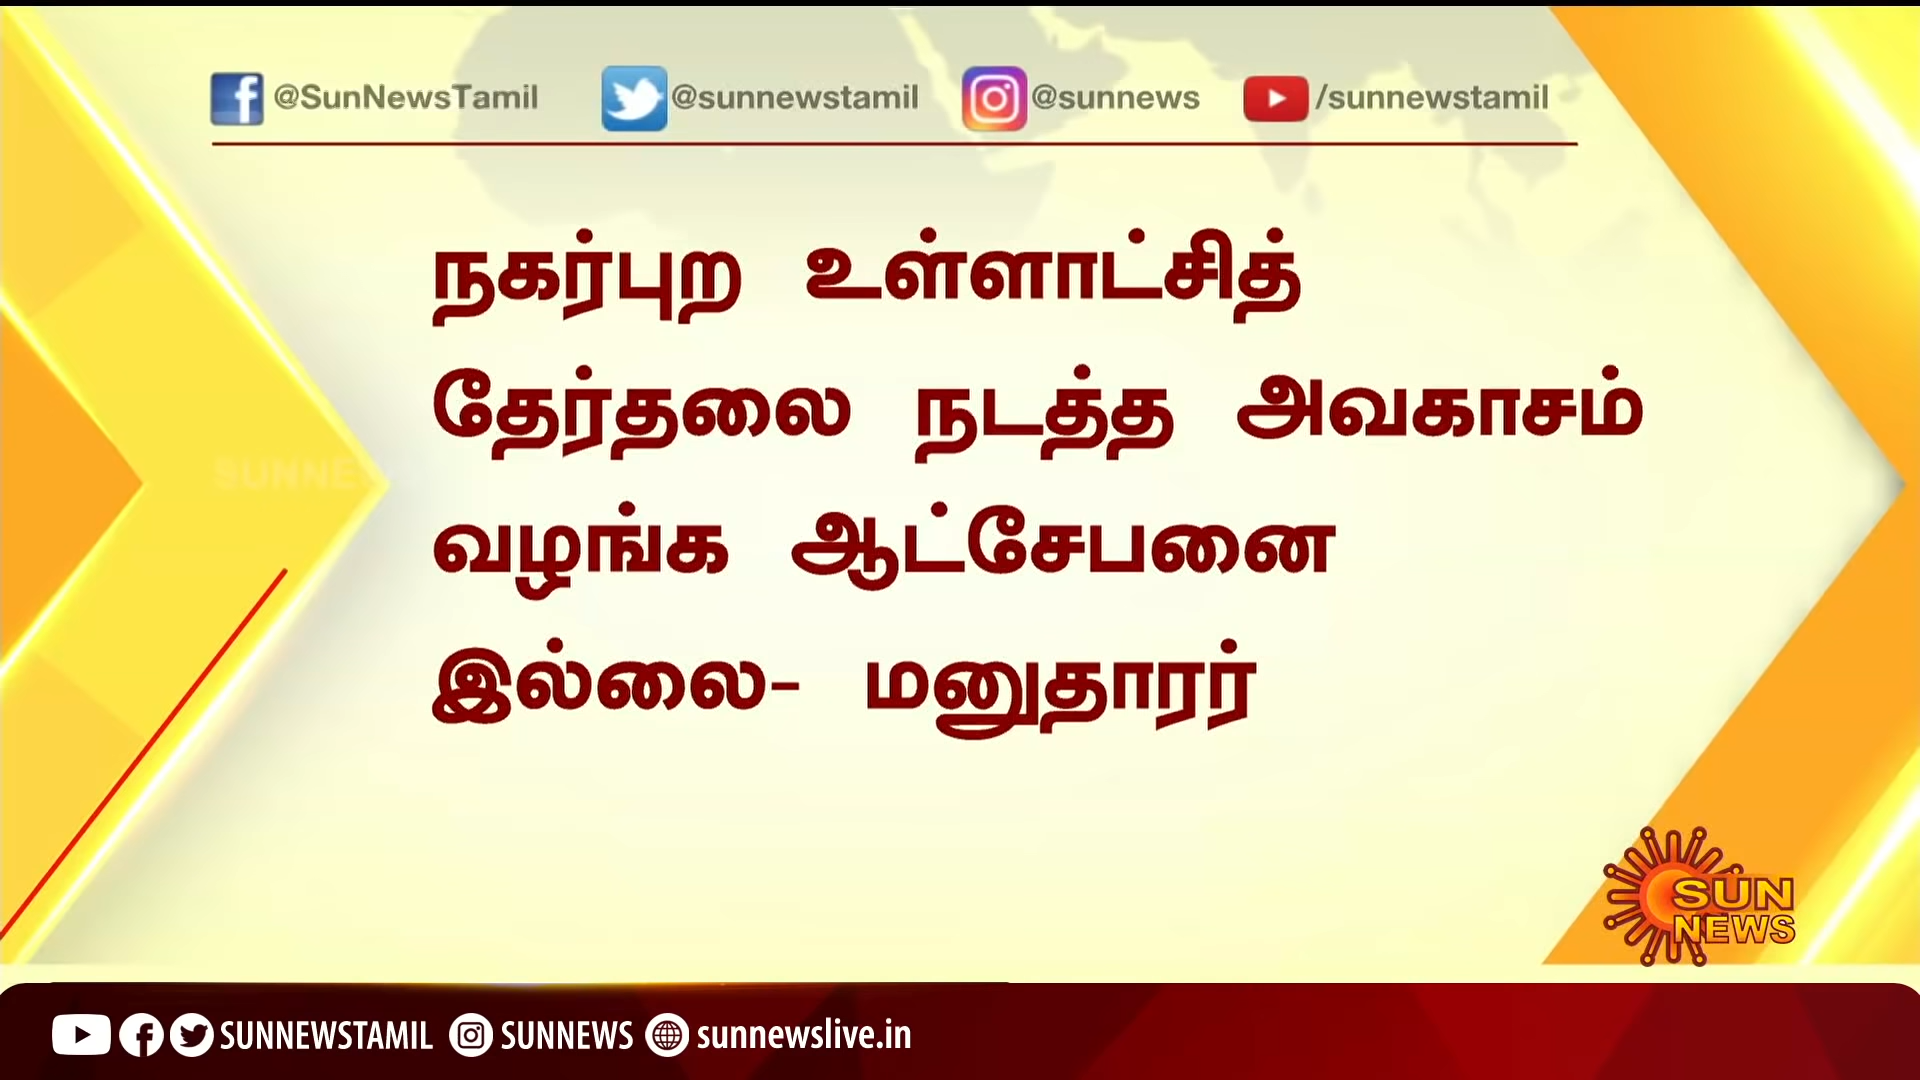 @SunNewsTamil @sunnewstamil @sunnews /sunnewstamil
நகர்புற உள்ளாட்சித்
தேர்தலை நடத்த அவகாசம்
வழங்க ஆட்சேபனை
இல்லை- மனுதாரர்
SUN
NEWS
SUNNEWSTAMIL SUNNEWS sunnewslive.in